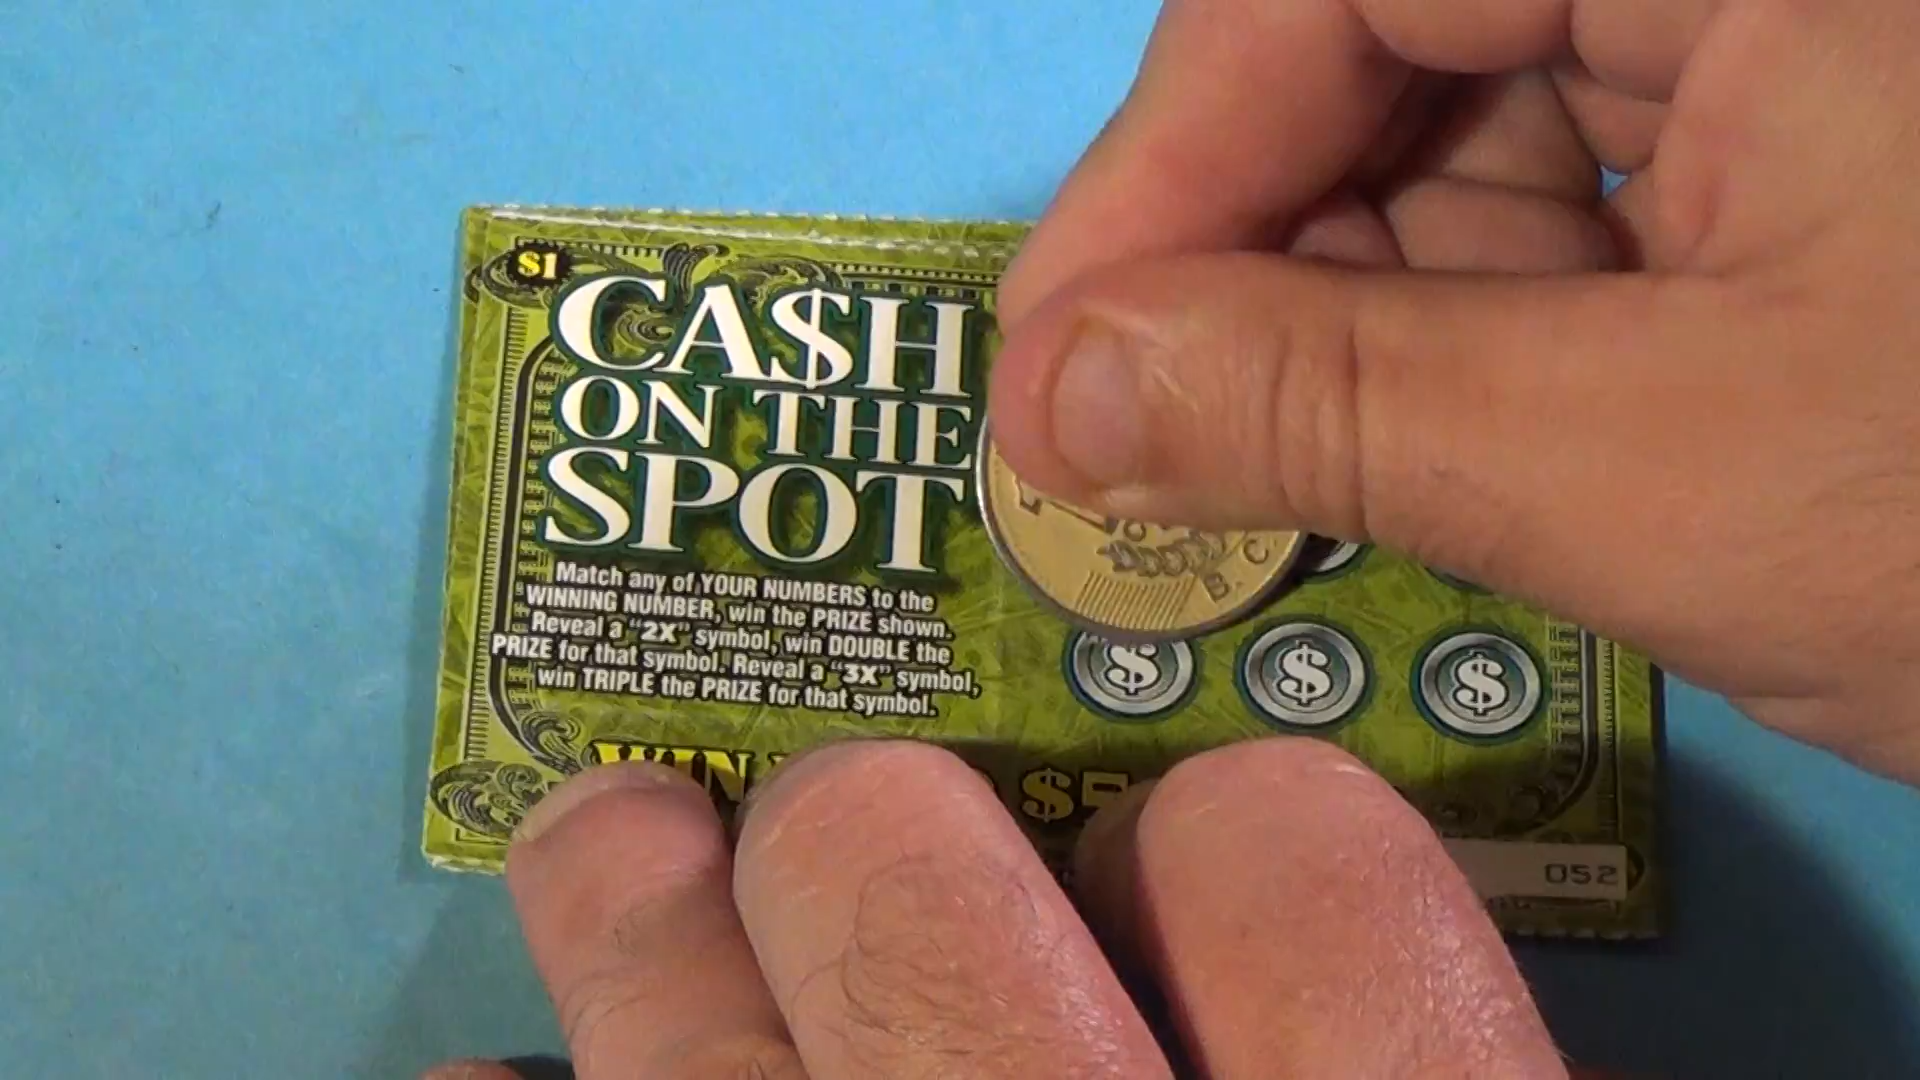 $1
CA$H
ON THE
SPOT
Match any of YOUR NUMBERS to the
WINNING NUMBER, win the PRIZE shown.
Reveal a "2X" symbol, win DOUBLE the
PRIZE for that symbol. Reveal a "3X" symbol,
win TRIPLE the PRIZE for that symbol.
B.C.
$ $ $
WIN
052